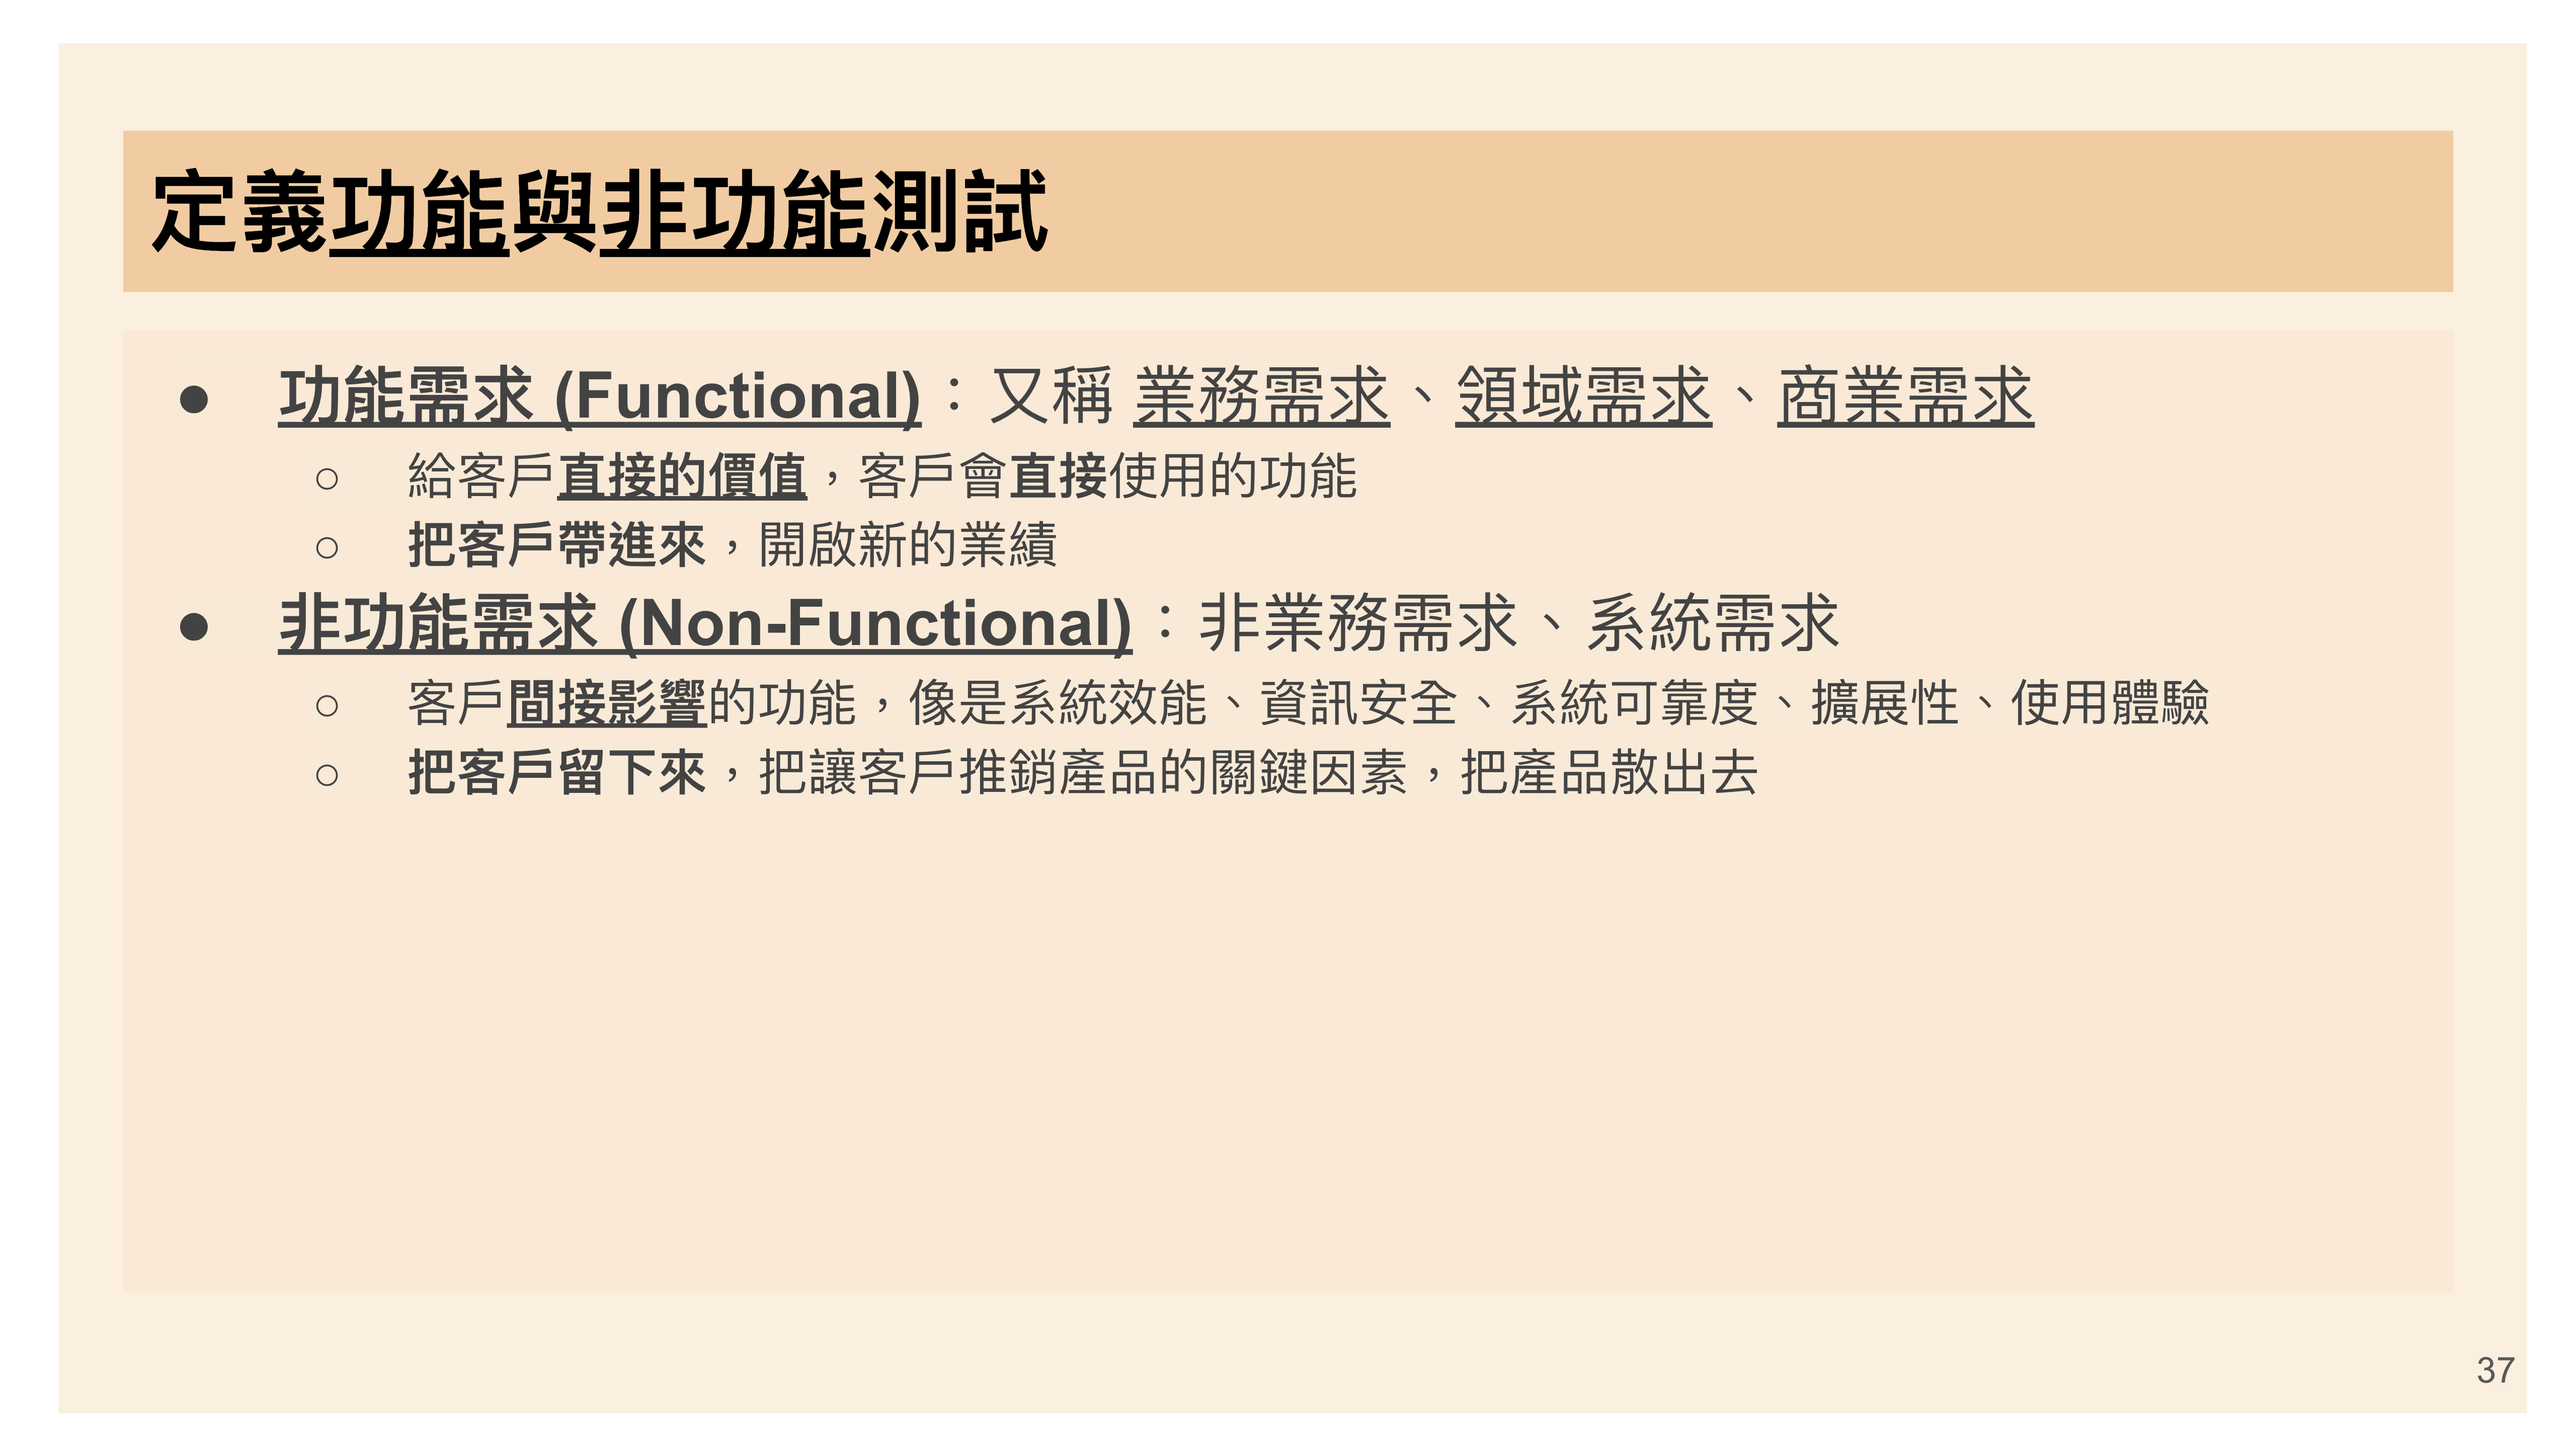 定義功能與非功能測試
● 功能需求 (Functional)：又稱 業務需求、領域需求、商業需求
○ 給客戶直接的價值，客戶會直接使用的功能
○ 把客戶帶進來，開啟新的業績
● 非功能需求 (Non-Functional)：非業務需求、系統需求
○ 客戶間接影響的功能，像是系統效能、資訊安全、系統可靠度、擴展性、使用體驗
○ 把客戶留下來，把讓客戶推銷產品的關鍵因素，把產品散出去
37